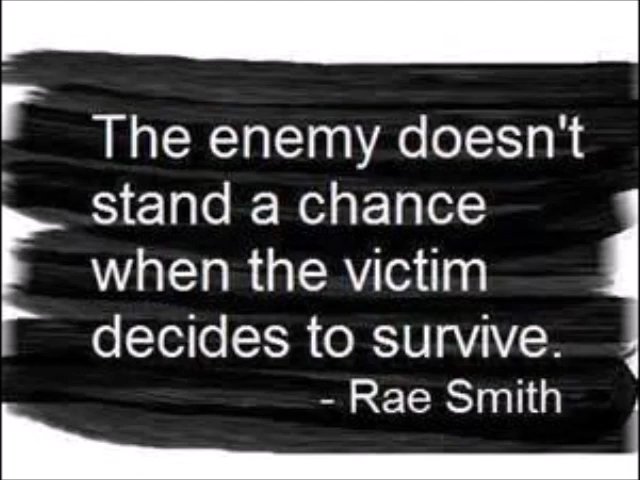 The enemy doesn't
stand a chance
when the victim
decides to survive.
- Rae Smith